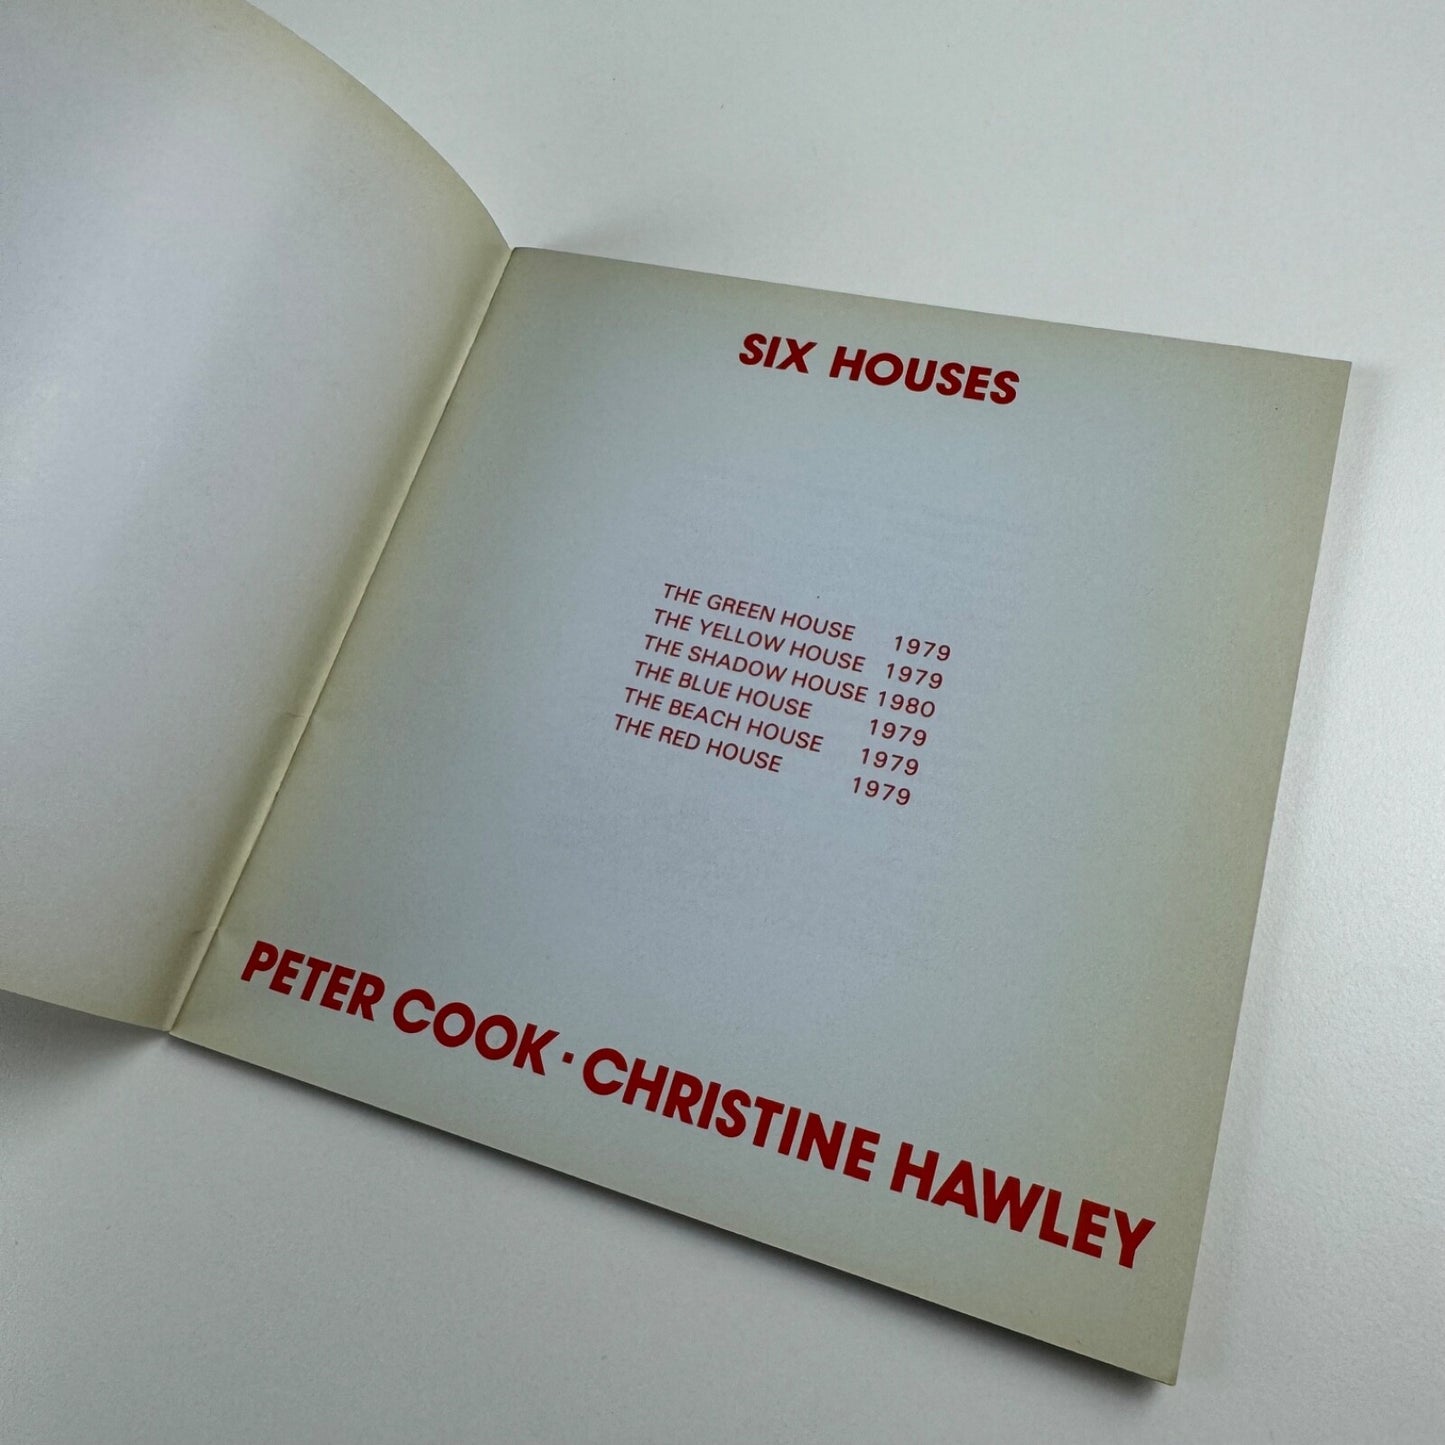 SIX HOUSES
THE GREEN HOUSE 1979
THE YELLOW HOUSE 1979
THE SHADOW HOUSE 1980
THE BLUE HOUSE 1979
THE BEACH HOUSE 1979
THE RED HOUSE 1979
PETER COOK · CHRISTINE HAWLEY